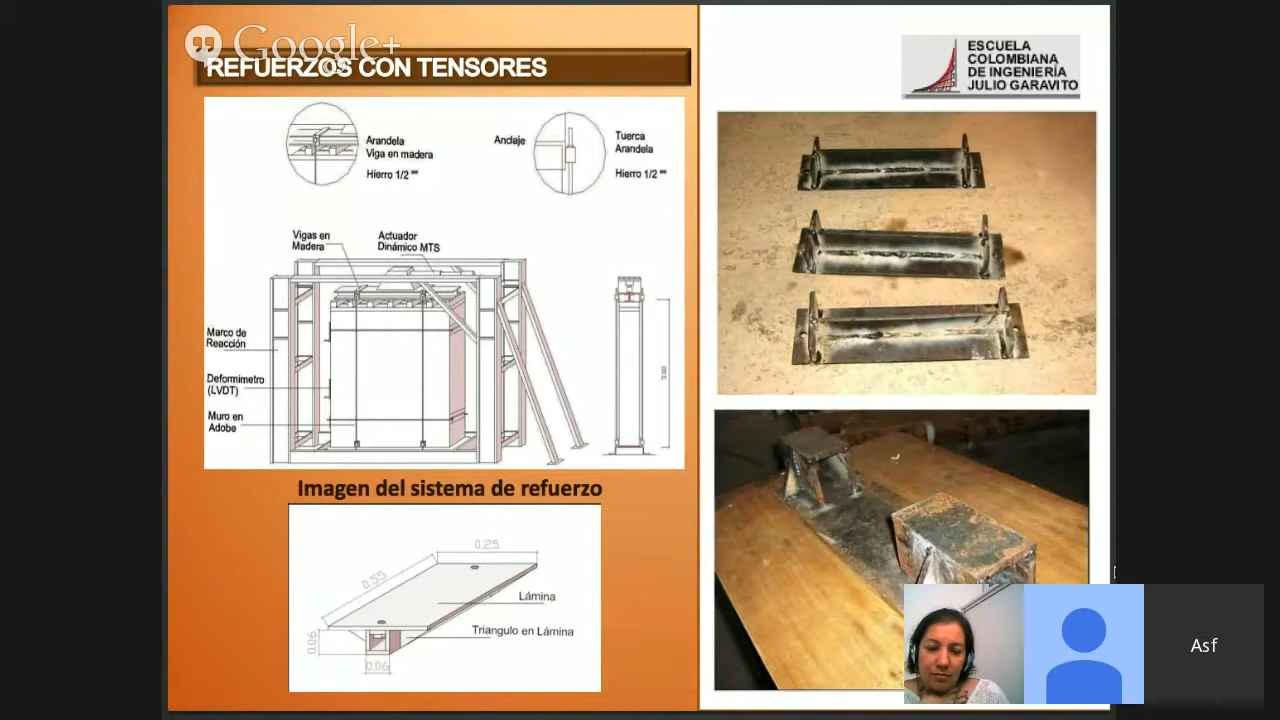 Google+
REFUERZOS CON TENSORES
ESCUELA
COLOMBIANA
DE INGENIERÍA
JULIO GARAVITO
Arandela
Viga en madera
Hierro 1/2 ""
Anclaje
Tuerca
Arandela
Hierro 1/2 ""
Vigas en
Madera
Actuador
Dinámico MTS
Marco de
Reacción
Deformimetro
(LVDT)
Muro en
Adobe
3.00
Imagen del sistema de refuerzo
0.25
0.55
Lámina
Triangulo en Lámina
0.06
0.06
Asf